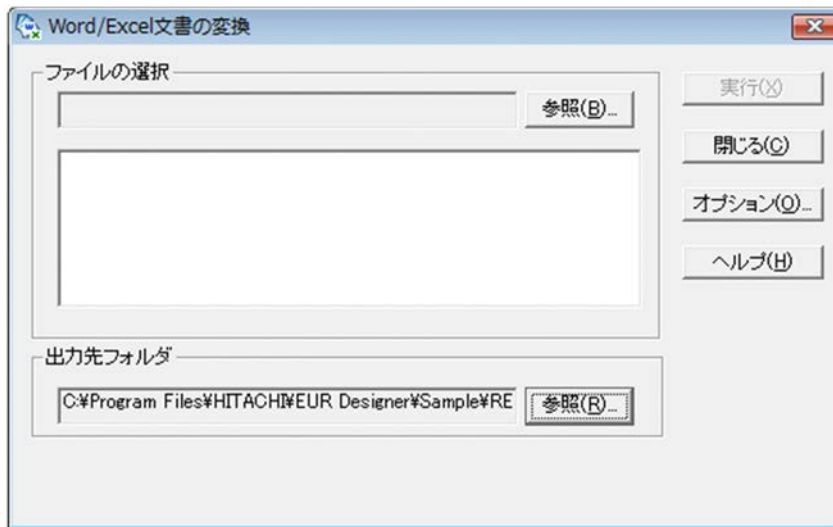 Word/Excel文書の変換
ファイルの選択
参照(B)...
実行(X)
閉じる(C)
オプション(O)...
ヘルプ(H)
出力先フォルダ
C:¥Program Files¥HITACHI¥EUR Designer¥Sample¥RE
参照(R)...